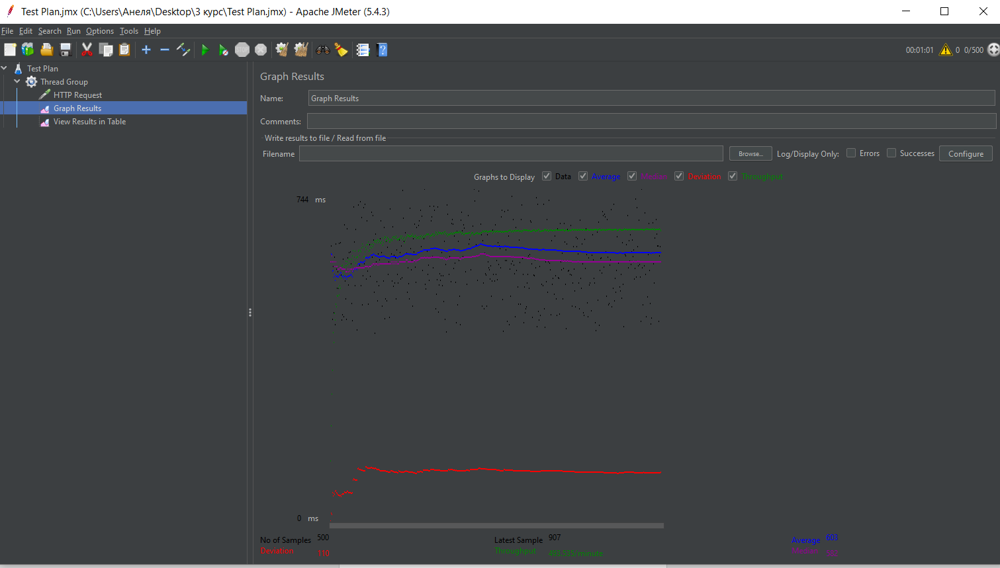 Test Plan.jmx (C:\Users\Анеля\Desktop\3 курс\Test Plan.jmx) - Apache JMeter (5.4.3)
File Edit Search Run Options Tools Help
STOP 00:01:01 0 0/500
Test Plan
Thread Group
HTTP Request
Graph Results
View Results in Table
Graph Results
Name: Graph Results
Comments:
Write results to file / Read from file
Filename Browse... Log/Display Only: Errors Successes Configure
Graphs to Display Data Average Median Deviation Throughput
744 ms
0 ms
No of Samples 500 Latest Sample 907 Average 603
Deviation 110 Throughput 493.535/minute Median